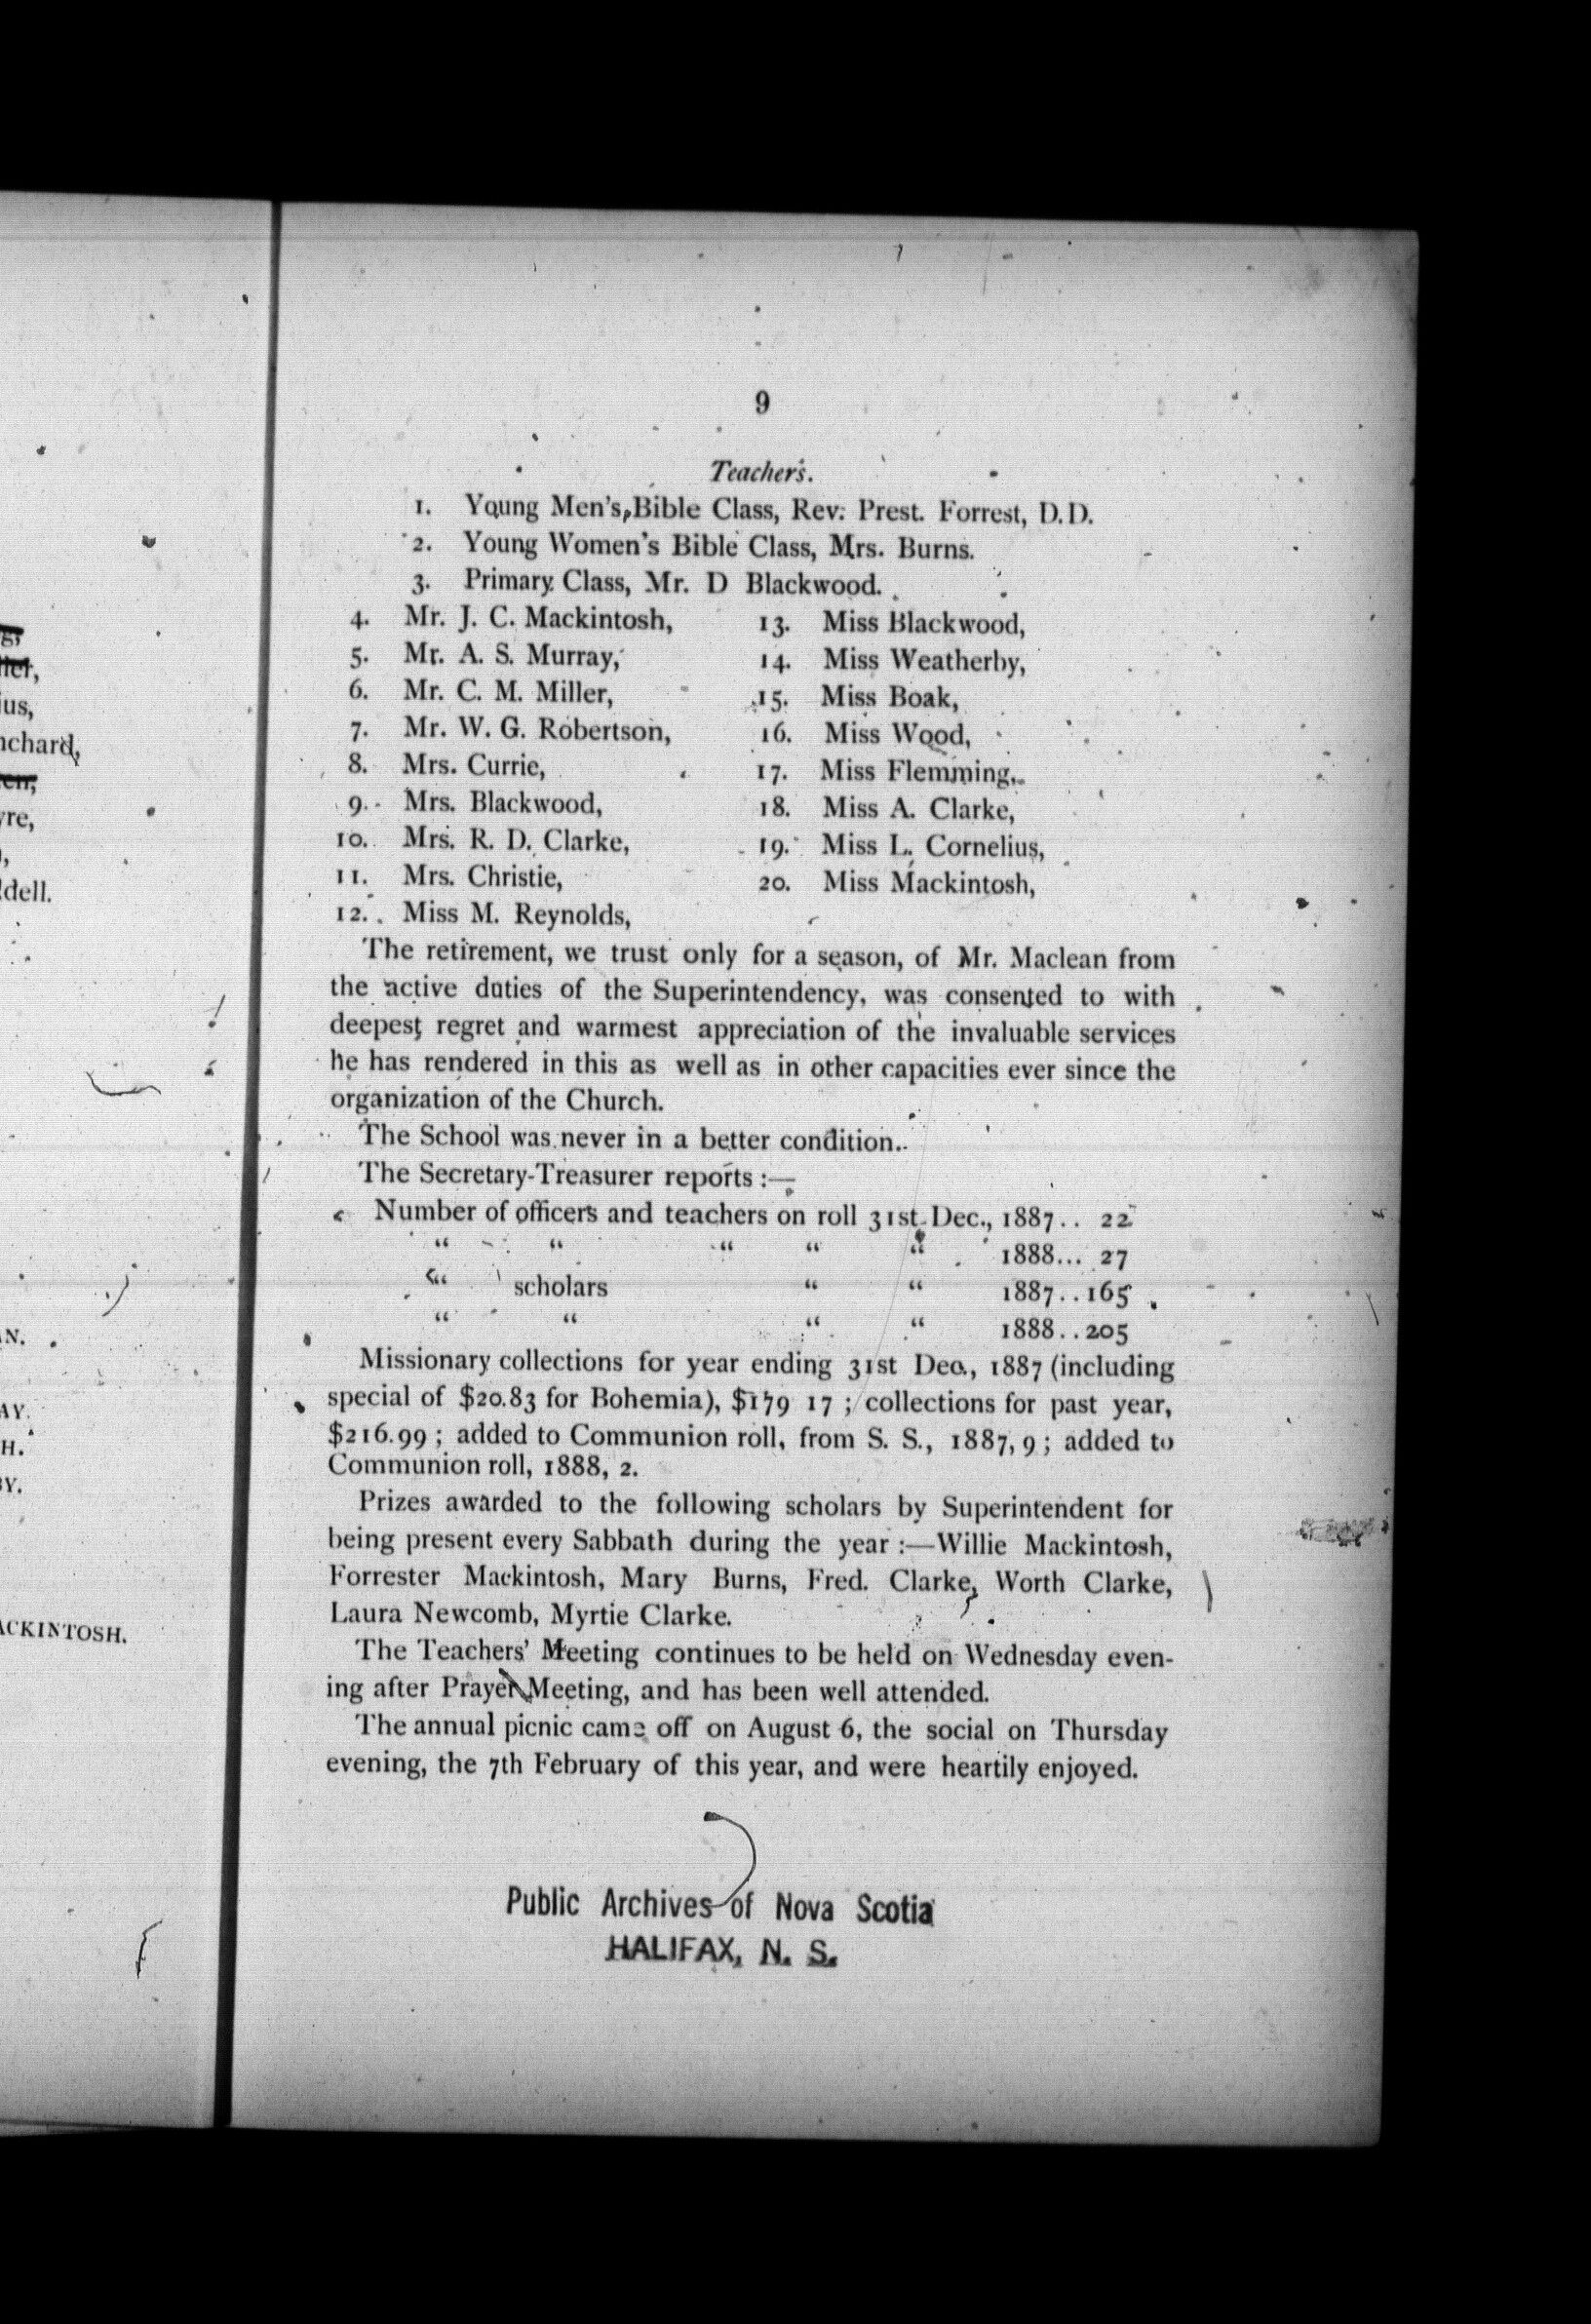 us,
chard,
yre,
dell.
AN.
AY.
H.
BY.
ACKINTOSH.
9
Teachers.
1. Young Men's Bible Class, Rev. Prest. Forrest, D.D.
2. Young Women's Bible Class, Mrs. Burns.
3. Primary Class, Mr. D Blackwood.
4. Mr. J. C. Mackintosh,
5. Mr. A. S. Murray,
6. Mr. C. M. Miller,
7. Mr. W. G. Robertson,
8. Mrs. Currie,
9. Mrs. Blackwood,
10. Mrs. R. D. Clarke,
11. Mrs. Christie,
12. Miss M. Reynolds,
13. Miss Blackwood,
14. Miss Weatherby,
15. Miss Boak,
16. Miss Wood,
17. Miss Flemming,
18. Miss A. Clarke,
19. Miss L. Cornelius,
20. Miss Mackintosh,
The retirement, we trust only for a season, of Mr. Maclean from
the active duties of the Superintendency, was consented to with
deepest regret and warmest appreciation of the invaluable services
he has rendered in this as well as in other capacities ever since the
organization of the Church.
The School was never in a better condition.
The Secretary-Treasurer reports :—
Number of officers and teachers on roll 31st Dec., 1887.. 22
“ “ “ “ “ 1888... 27
“ scholars “ “ 1887..165
“ “ “ “ 1888..205
Missionary collections for year ending 31st Dec., 1887 (including
special of $20.83 for Bohemia), $179 17 ; collections for past year,
$216.99 ; added to Communion roll, from S. S., 1887, 9 ; added to
Communion roll, 1888, 2.
Prizes awarded to the following scholars by Superintendent for
being present every Sabbath during the year :—Willie Mackintosh,
Forrester Mackintosh, Mary Burns, Fred. Clarke, Worth Clarke,
Laura Newcomb, Myrtie Clarke.
The Teachers' Meeting continues to be held on Wednesday even-
ing after Prayer Meeting, and has been well attended.
The annual picnic came off on August 6, the social on Thursday
evening, the 7th February of this year, and were heartily enjoyed.
Public Archives of Nova Scotia
HALIFAX, N. S.